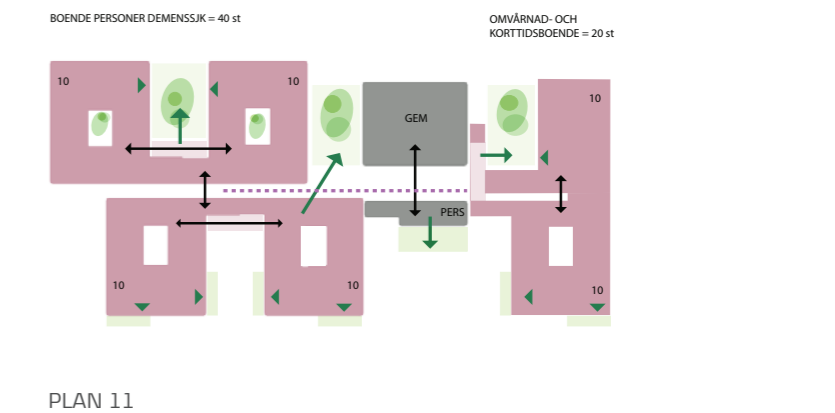 BOENDE PERSONER DEMENSSJK = 40 st
OMVÅRNAD- OCH
KORTTIDSBOENDE = 20 st
10
10
10
GEM
PERS
10
10
10
PLAN 11